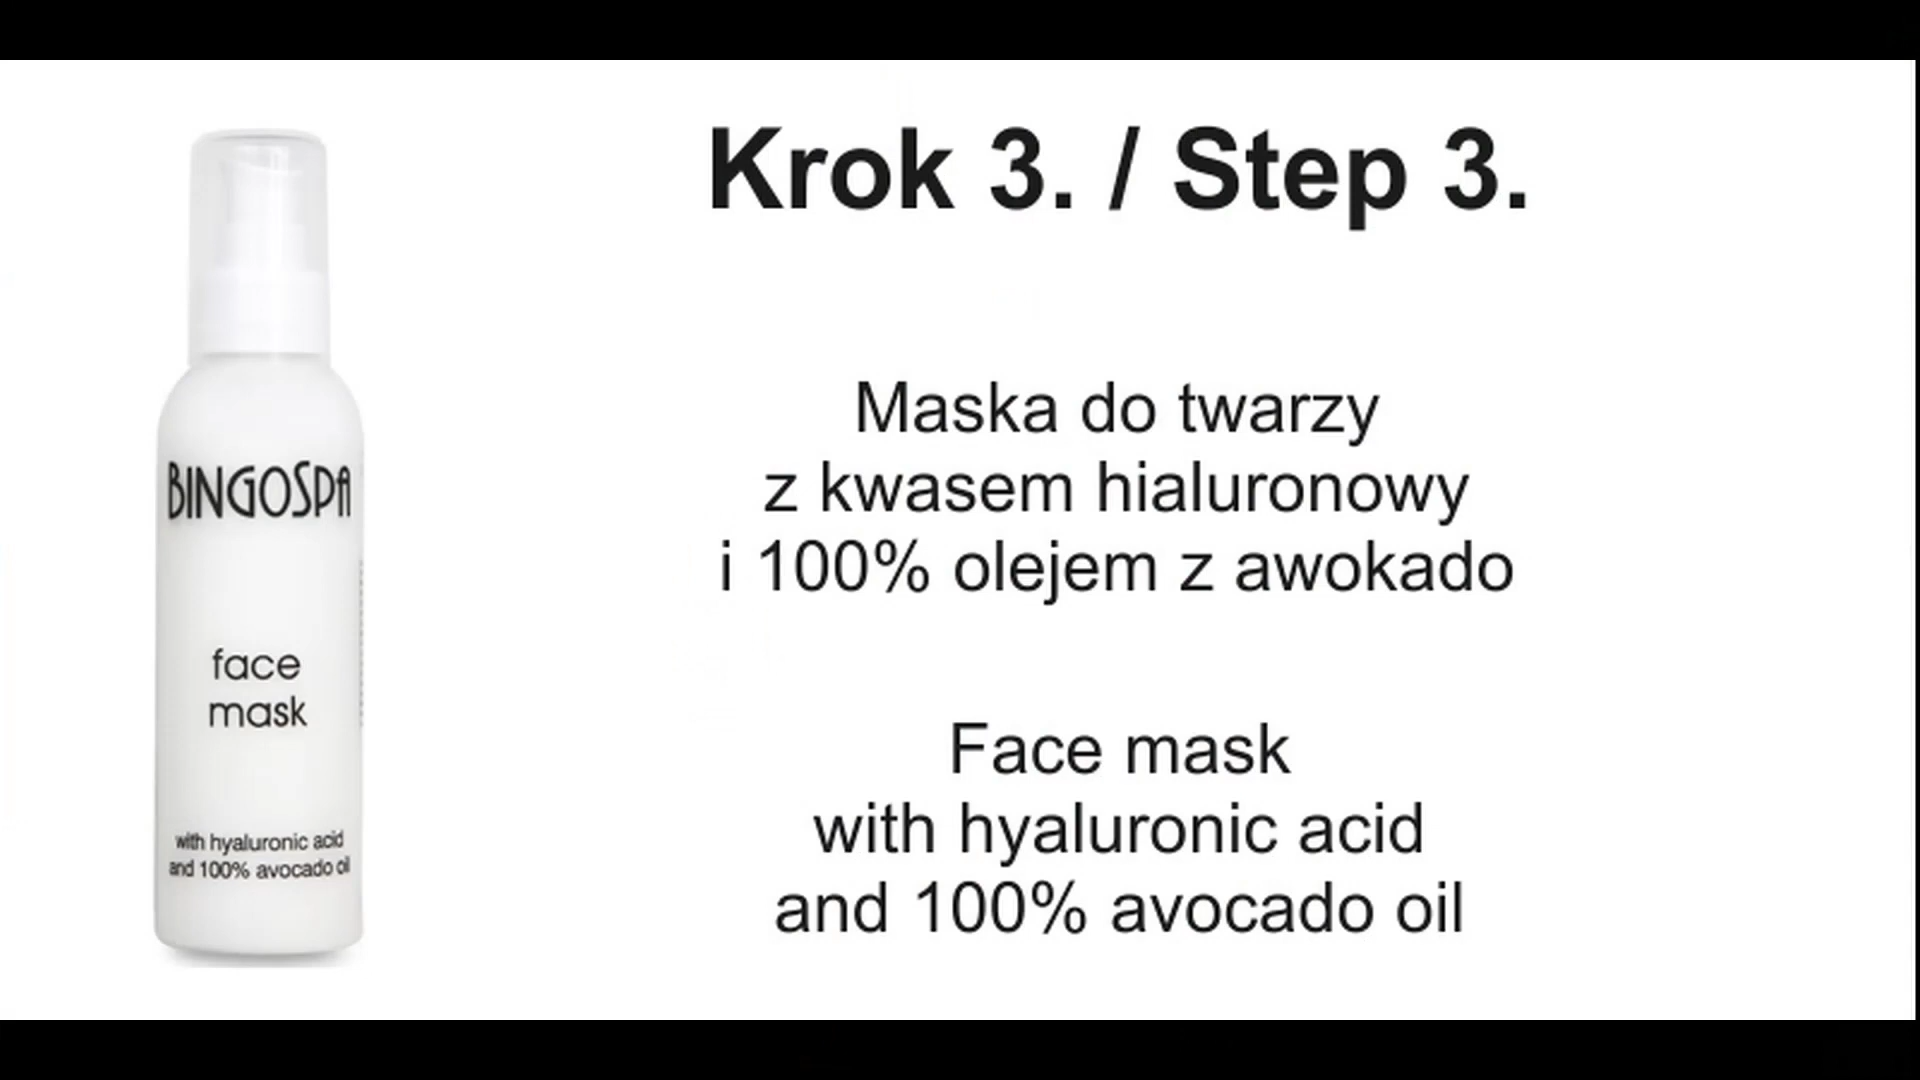 Krok 3. / Step 3.
Maska do twarzy
z kwasem hialuronowy
i 100% olejem z awokado
Face mask
with hyaluronic acid
and 100% avocado oil
BINGOSPA
face
mask
with hyaluronic acid
and 100% avocado oil